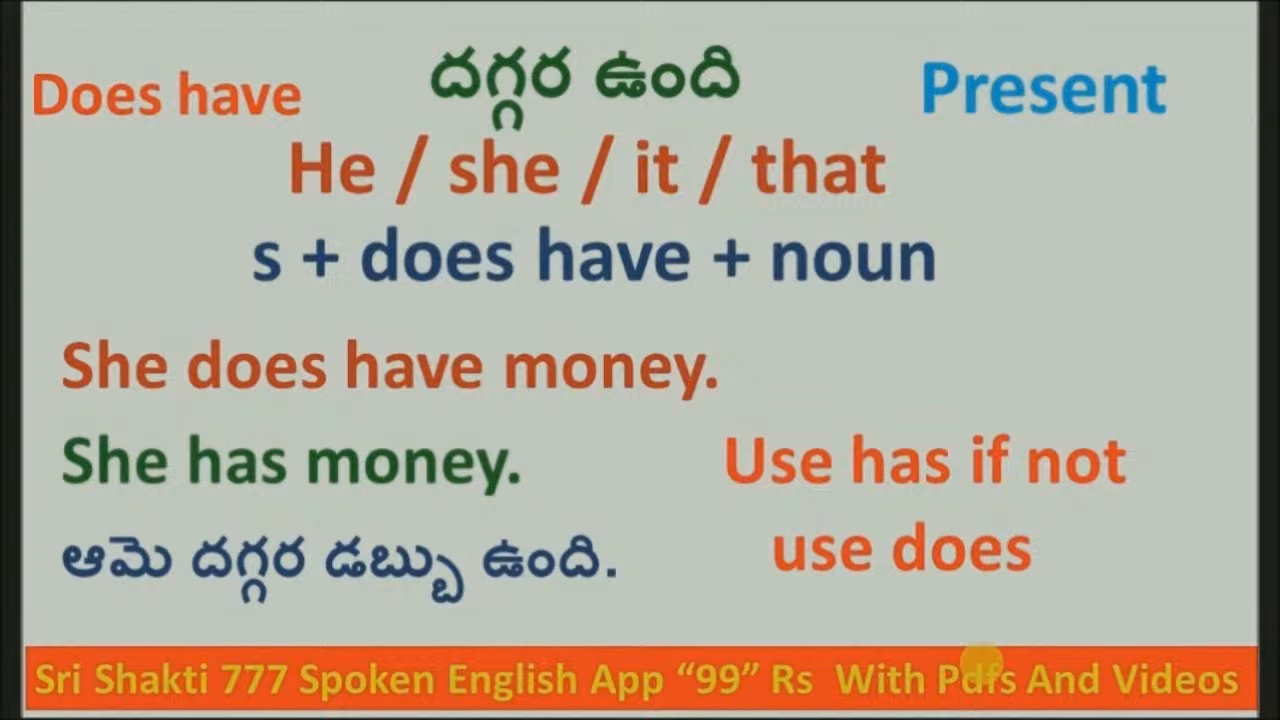 Does have దగ్గర ఉంది Present
He / she / it / that
s + does have + noun
She does have money.
She has money. Use has if not
ఆమె దగ్గర డబ్బు ఉంది. use does
Sri Shakti 777 Spoken English App “99” Rs With Pdfs And Videos